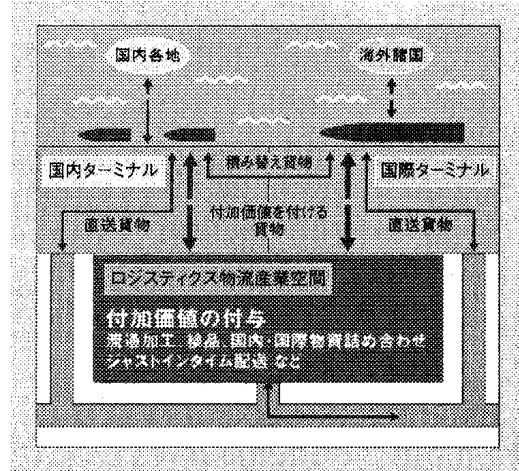 国内各地
海外諸国
国内ターミナル
積み替え貨物
国際ターミナル
直送貨物
付加価値を付ける
貨物
直送貨物
ロジスティクス物流産業空間
付加価値の付与
流通加工 検品 国内・国際物資詰め合わせ
ジャストインタイム配送 など